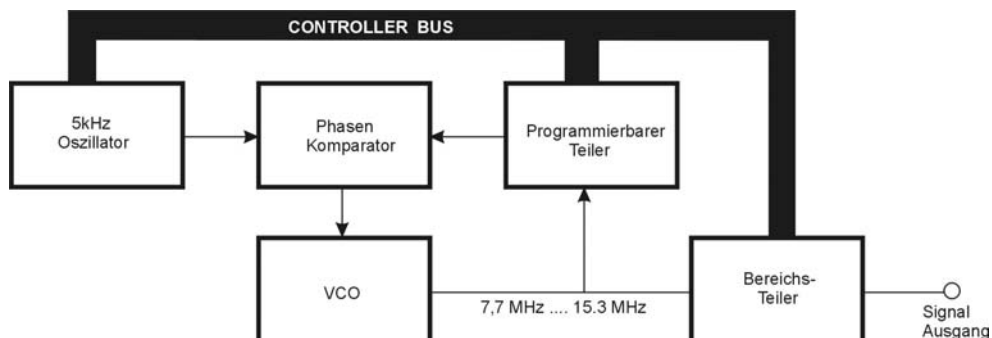 CONTROLLER BUS
5kHz
Oszillator
Phasen
Komparator
Programmierbarer
Teiler
VCO
7,7 MHz .... 15.3 MHz
Bereichs-
Teiler
Signal
Ausgang